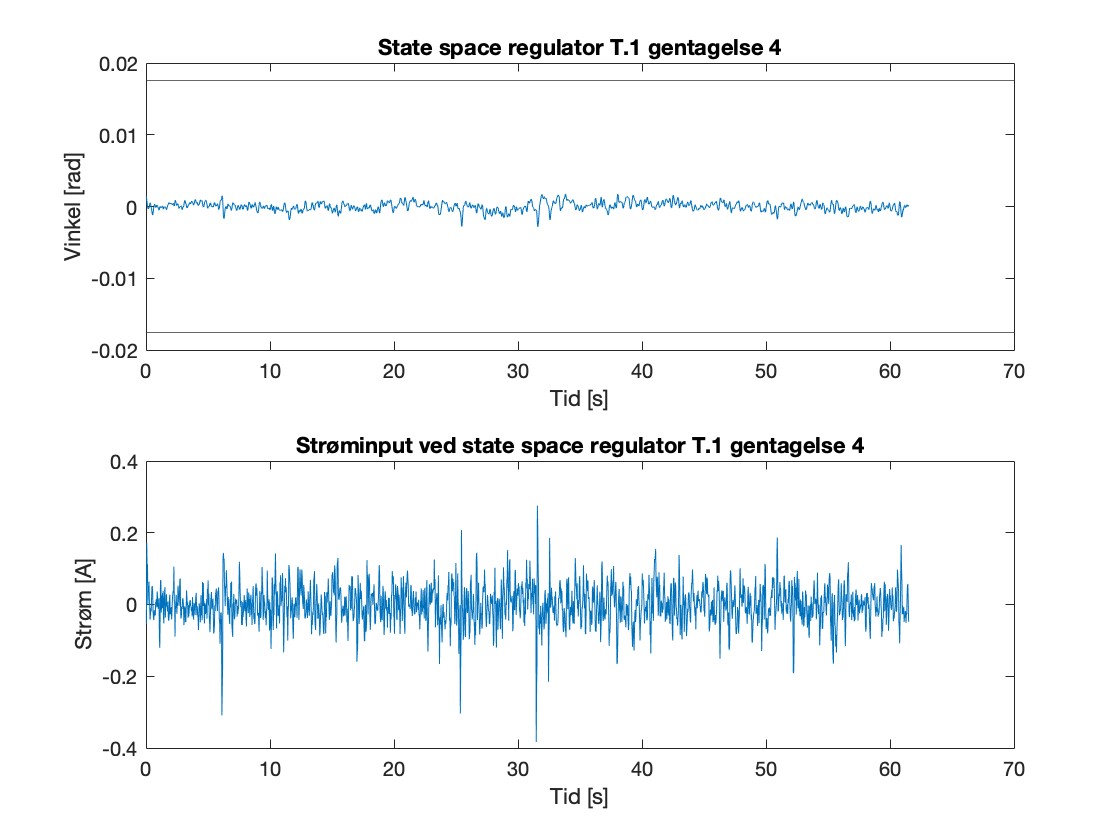 State space regulator T.1 gentagelse 4
0.02
0.01
0
-0.01
-0.02
Vinkel [rad]
0 10 20 30 40 50 60 70
Tid [s]
Strøminput ved state space regulator T.1 gentagelse 4
0.4
0.2
0
-0.2
-0.4
Strøm [A]
0 10 20 30 40 50 60 70
Tid [s]